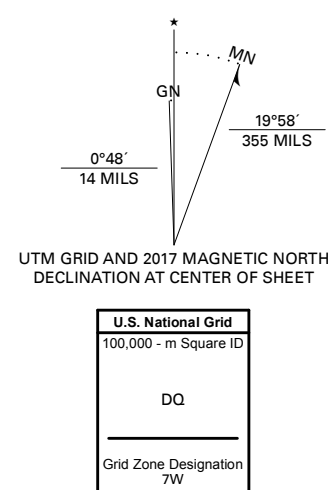 ★
MN
GN
19°58´
355 MILS
0°48´
14 MILS
UTM GRID AND 2017 MAGNETIC NORTH
DECLINATION AT CENTER OF SHEET
U.S. National Grid
100,000 - m Square ID
DQ
Grid Zone Designation
7W